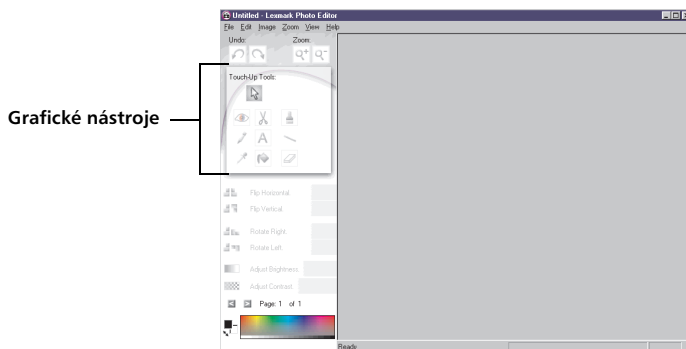 Untitled - Lexmark Photo Editor
File Edit Image Zoom View Help
Undo: Zoom:
Touch-Up Tools:
A
Grafické nástroje
Flip Horizontal:
Flip Vertical:
Rotate Right:
Rotate Left:
Adjust Brightness:
Adjust Contrast:
Page: 1 of 1
Ready